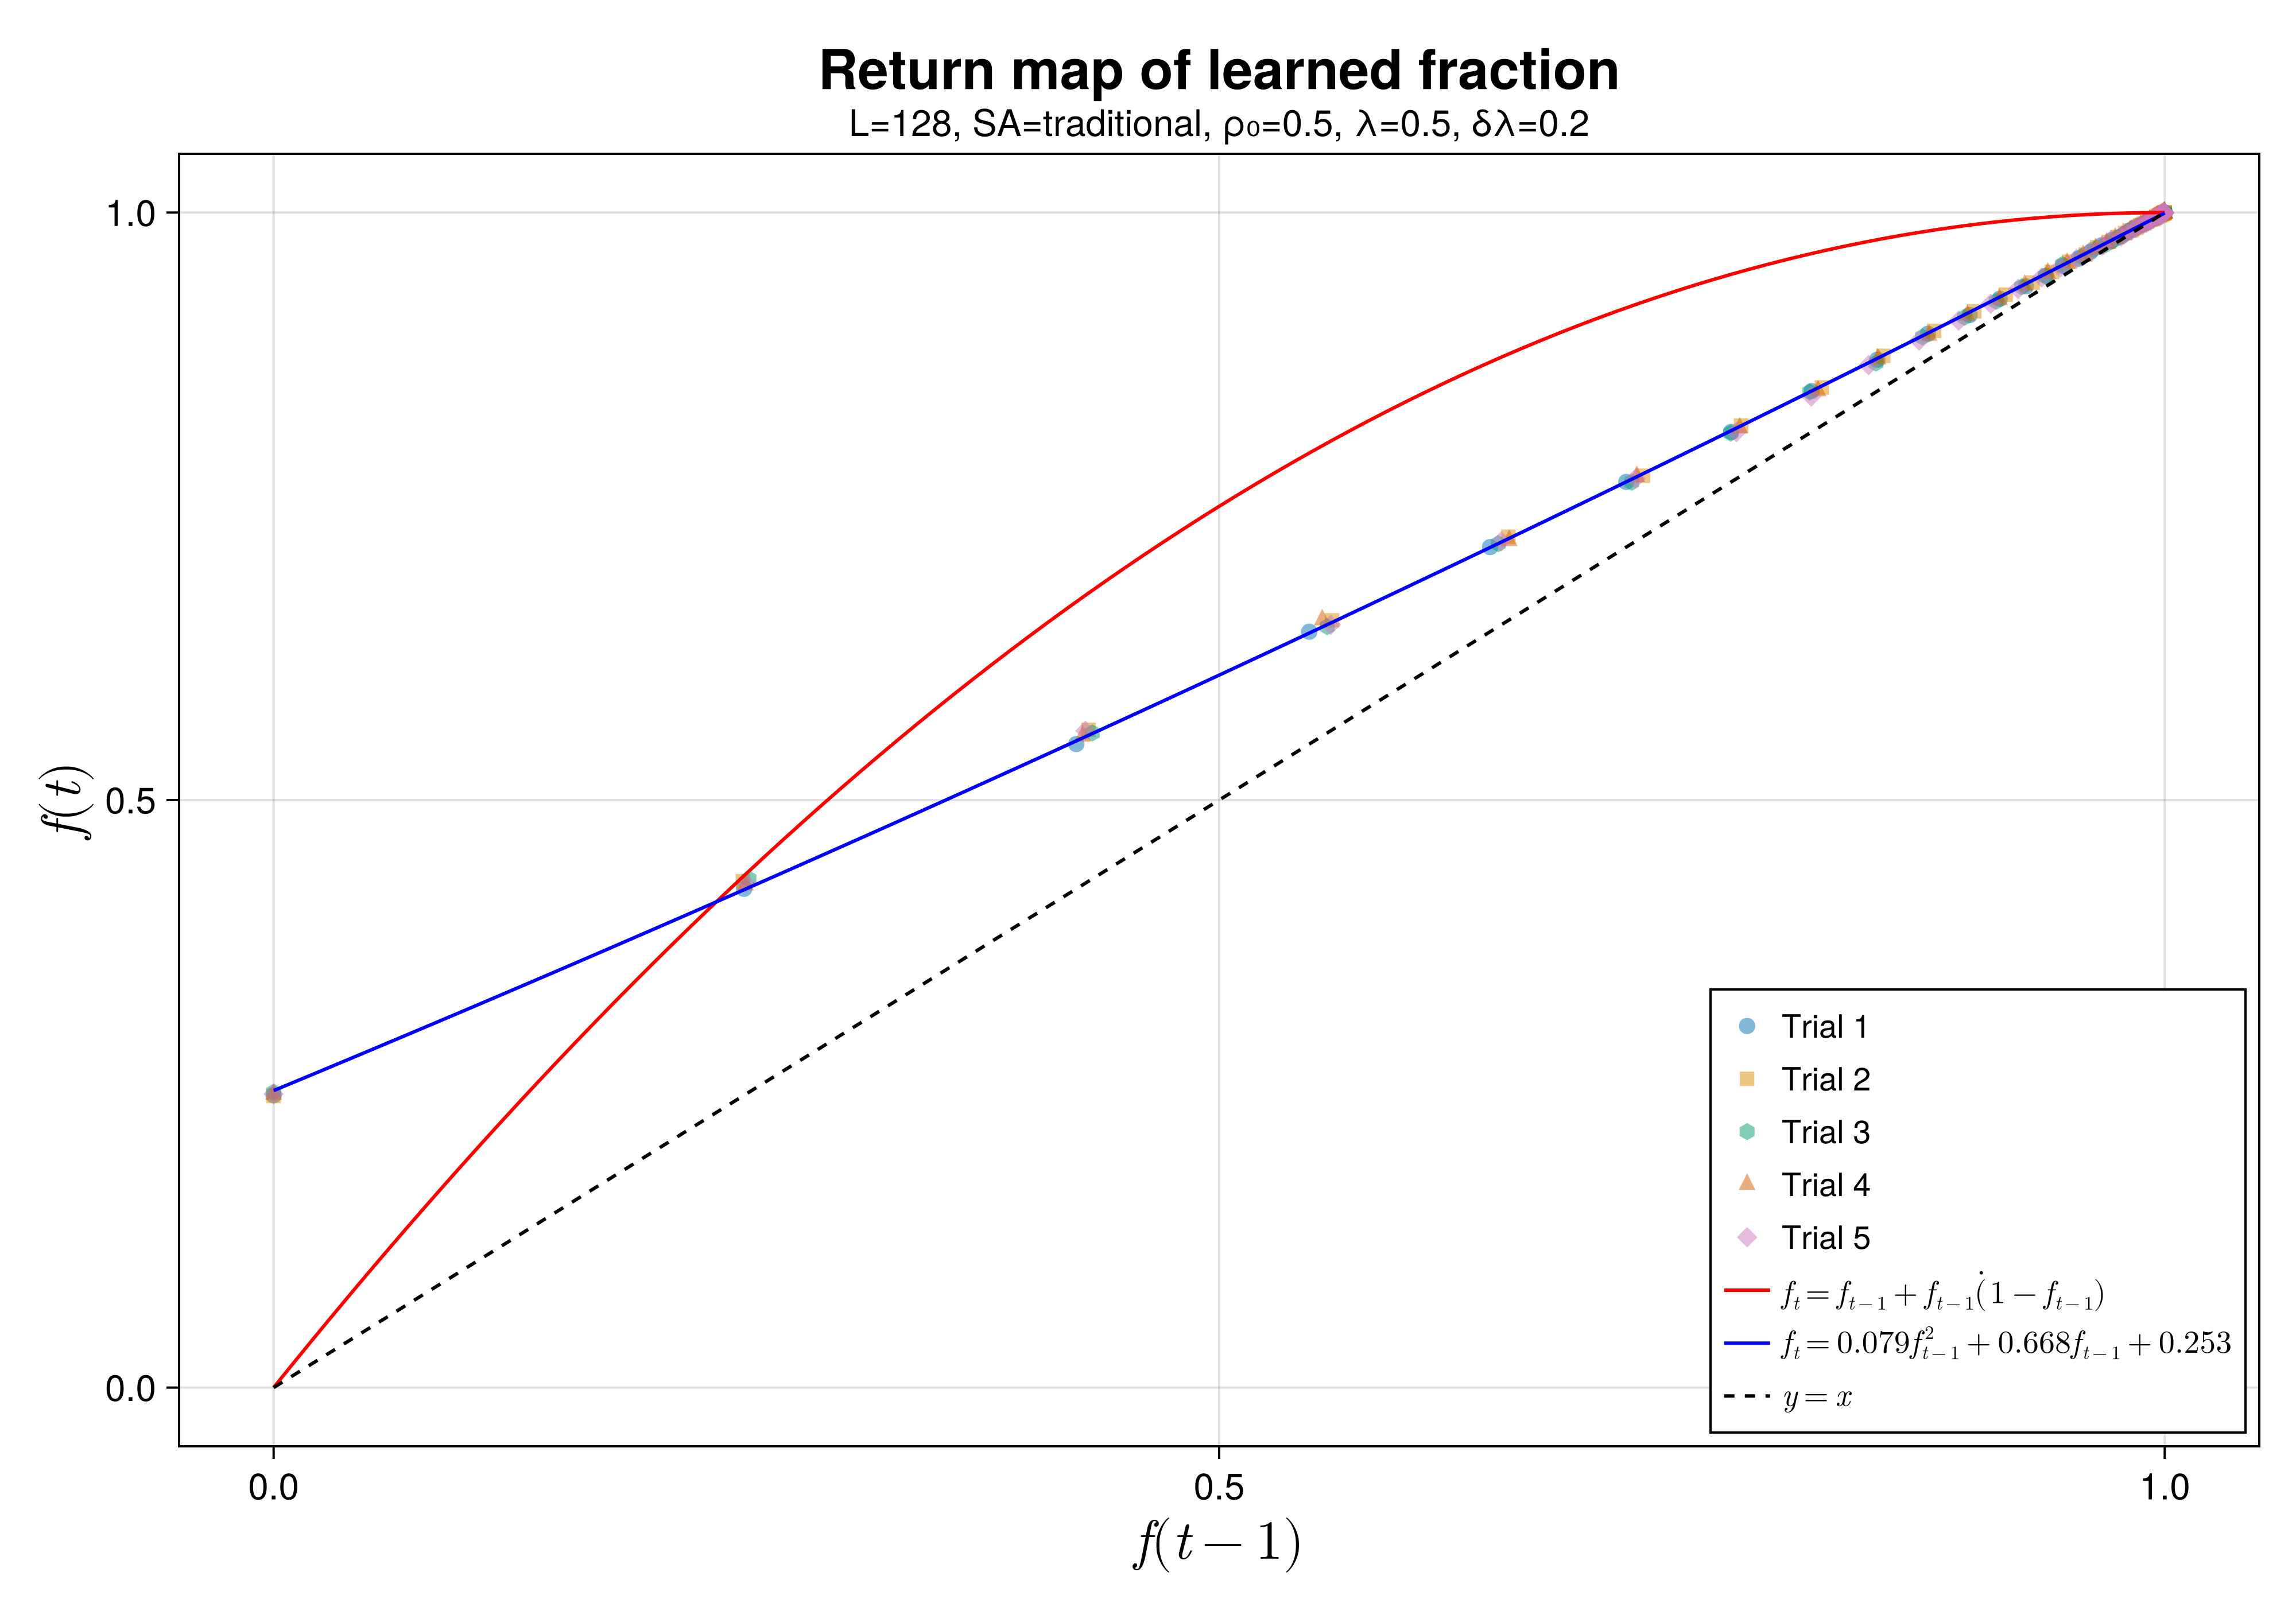 Return map of learned fraction
L=128, SA=traditional, ρ₀=0.5, λ=0.5, δλ=0.2
f(t)
1.0
0.5
0.0
0.0 0.5 1.0
f(t − 1)
Trial 1
Trial 2
Trial 3
Trial 4
Trial 5
f_t = f_{t−1} + f_{t−1}(̇1 − f_{t−1})
f_t = 0.079f²_{t−1} + 0.668f_{t−1} + 0.253
y = x